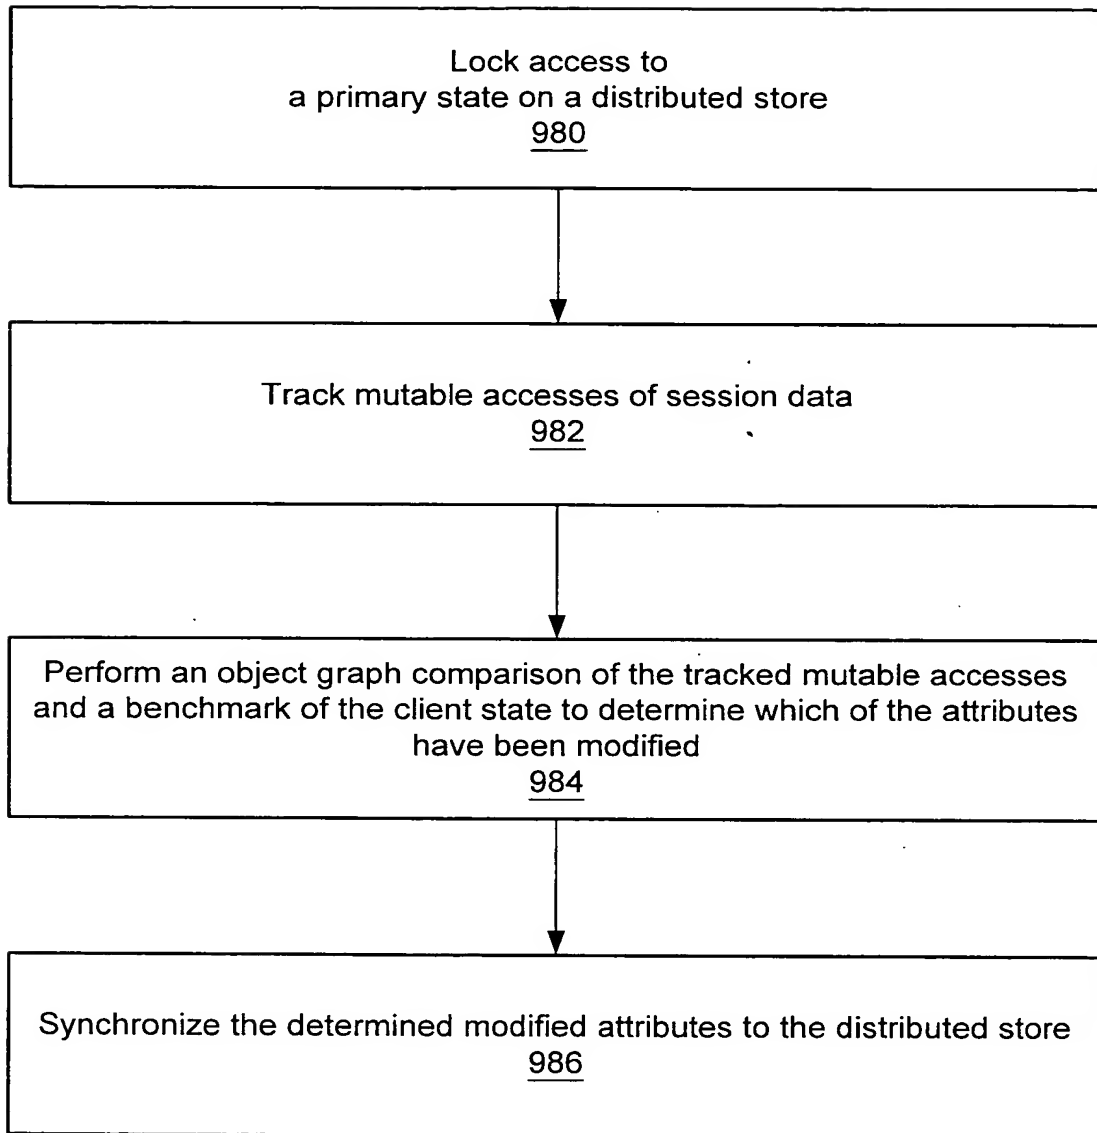 Lock access to
a primary state on a distributed store
980
Track mutable accesses of session data
982
Perform an object graph comparison of the tracked mutable accesses
and a benchmark of the client state to determine which of the attributes
have been modified
984
Synchronize the determined modified attributes to the distributed store
986